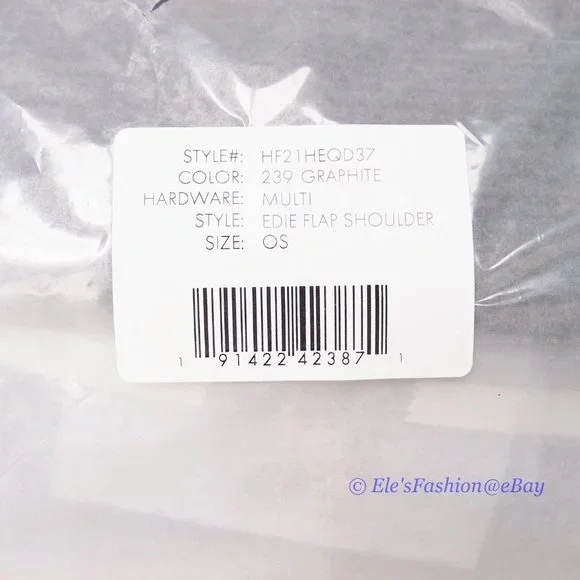 STYLE#: HF21HEQD37
COLOR: 239 GRAPHITE
HARDWARE: MULTI
STYLE: EDIE FLAP SHOULDER
SIZE: OS
1 91422 42387 1
© Ele'sFashion@eBay